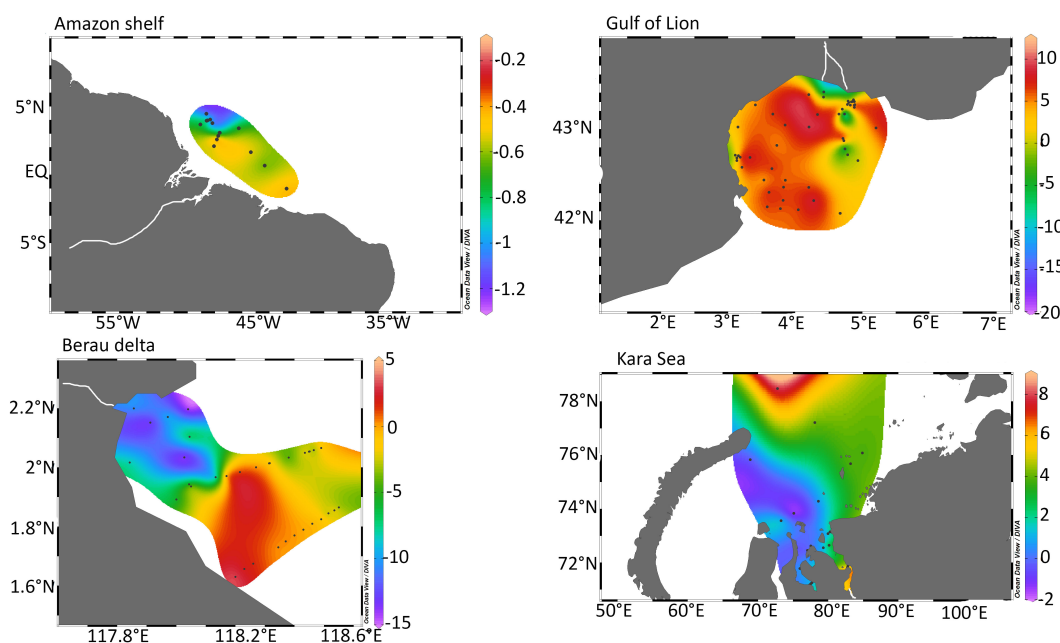 Amazon shelf
5°N
EQ
5°S
55°W 45°W 35°W
-0.2
-0.4
-0.6
-0.8
-1
-1.2
Ocean Data View / DIVA
Gulf of Lion
43°N
42°N
2°E 3°E 4°E 5°E 6°E 7°E
10
5
0
-5
-10
-15
-20
Ocean Data View / DIVA
Berau delta
2.2°N
2°N
1.8°N
1.6°N
117.8°E 118.2°E 118.6°E
5
0
-5
-10
-15
Ocean Data View / DIVA
Kara Sea
78°N
76°N
74°N
72°N
50°E 60°E 70°E 80°E 90°E 100°E
8
6
4
2
0
-2
Ocean Data View / DIVA